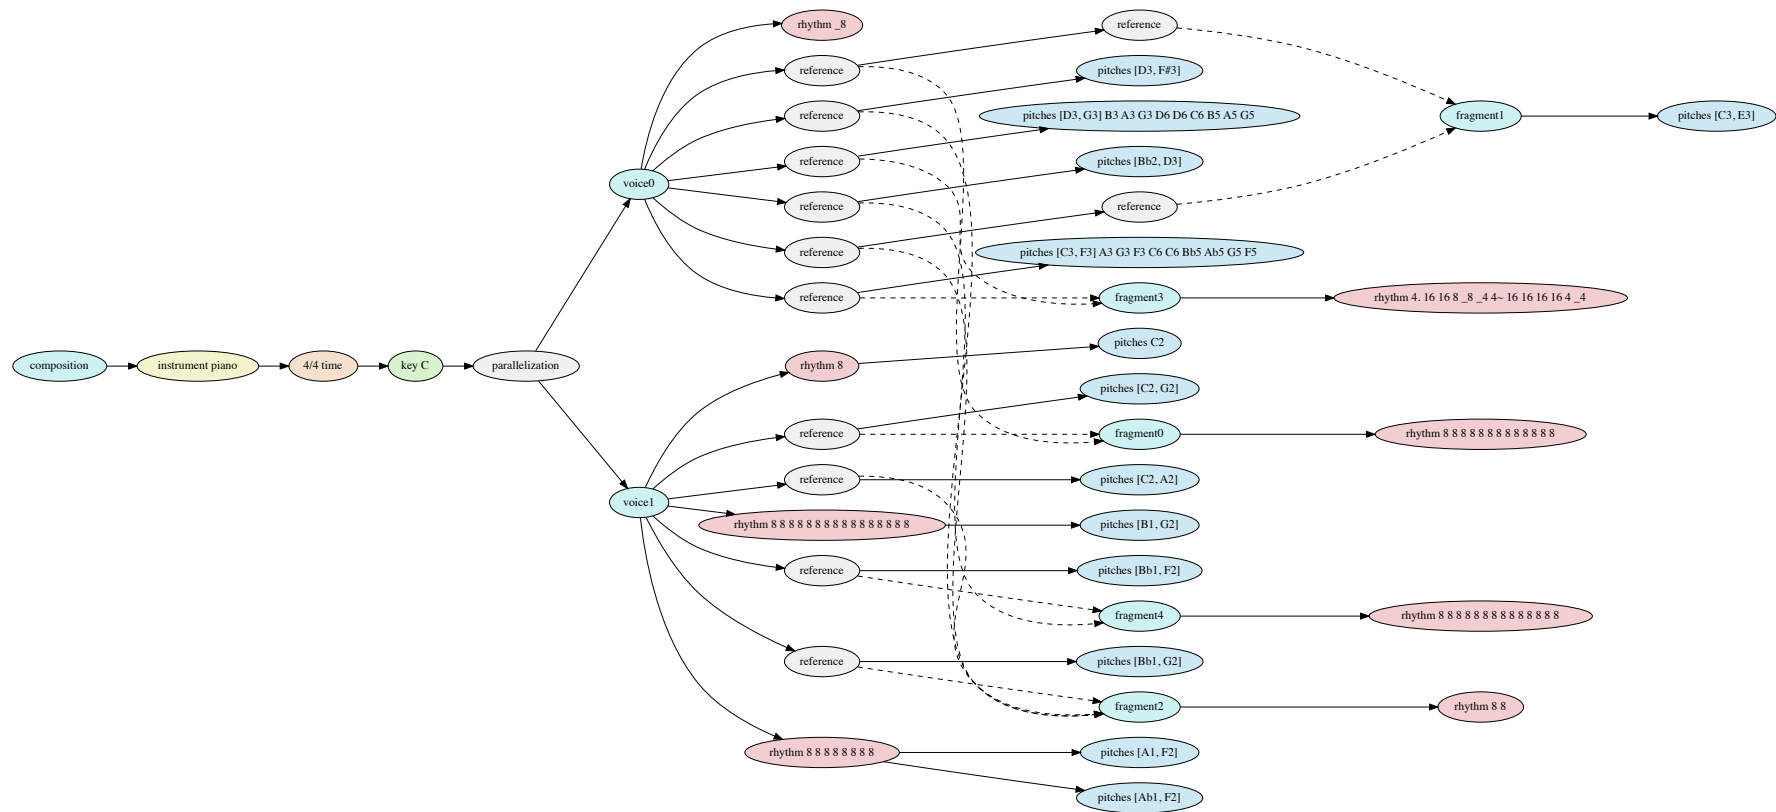 rhythm _8
reference
reference
pitches [D3, F#3]
reference
pitches [D3, G3] B3 A3 G3 D6 D6 C6 B5 A5 G5
fragment1
pitches [C3, E3]
reference
pitches [Bb2, D3]
voice0
reference
reference
reference
pitches [C3, F3] A3 G3 F3 C6 C6 Bb5 Ab5 G5 F5
reference
fragment3
rhythm 4. 16 16 8 _8 _4 4~ 16 16 16 16 4 _4
pitches C2
composition
instrument piano
4/4 time
key C
parallelization
rhythm 8
pitches [C2, G2]
reference
fragment0
rhythm 8 8 8 8 8 8 8 8 8 8 8 8 8
reference
pitches [C2, A2]
voice1
rhythm 8 8 8 8 8 8 8 8 8 8 8 8 8 8 8 8
pitches [B1, G2]
reference
pitches [Bb1, F2]
fragment4
rhythm 8 8 8 8 8 8 8 8 8 8 8 8 8 8
reference
pitches [Bb1, G2]
fragment2
rhythm 8 8
rhythm 8 8 8 8 8 8 8 8
pitches [A1, F2]
pitches [Ab1, F2]